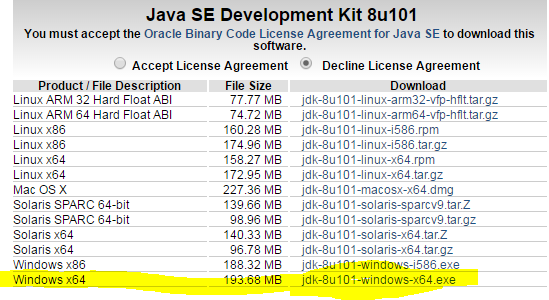 Java SE Development Kit 8u101
You must accept the Oracle Binary Code License Agreement for Java SE to download this
software.
Accept License Agreement Decline License Agreement
Product / File Description File Size Download
Linux ARM 32 Hard Float ABI 77.77 MB jdk-8u101-linux-arm32-vfp-hflt.tar.gz
Linux ARM 64 Hard Float ABI 74.72 MB jdk-8u101-linux-arm64-vfp-hflt.tar.gz
Linux x86 160.28 MB jdk-8u101-linux-i586.rpm
Linux x86 174.96 MB jdk-8u101-linux-i586.tar.gz
Linux x64 158.27 MB jdk-8u101-linux-x64.rpm
Linux x64 172.95 MB jdk-8u101-linux-x64.tar.gz
Mac OS X 227.36 MB jdk-8u101-macosx-x64.dmg
Solaris SPARC 64-bit 139.66 MB jdk-8u101-solaris-sparcv9.tar.Z
Solaris SPARC 64-bit 98.96 MB jdk-8u101-solaris-sparcv9.tar.gz
Solaris x64 140.33 MB jdk-8u101-solaris-x64.tar.Z
Solaris x64 96.78 MB jdk-8u101-solaris-x64.tar.gz
Windows x86 188.32 MB jdk-8u101-windows-i586.exe
Windows x64 193.68 MB jdk-8u101-windows-x64.exe